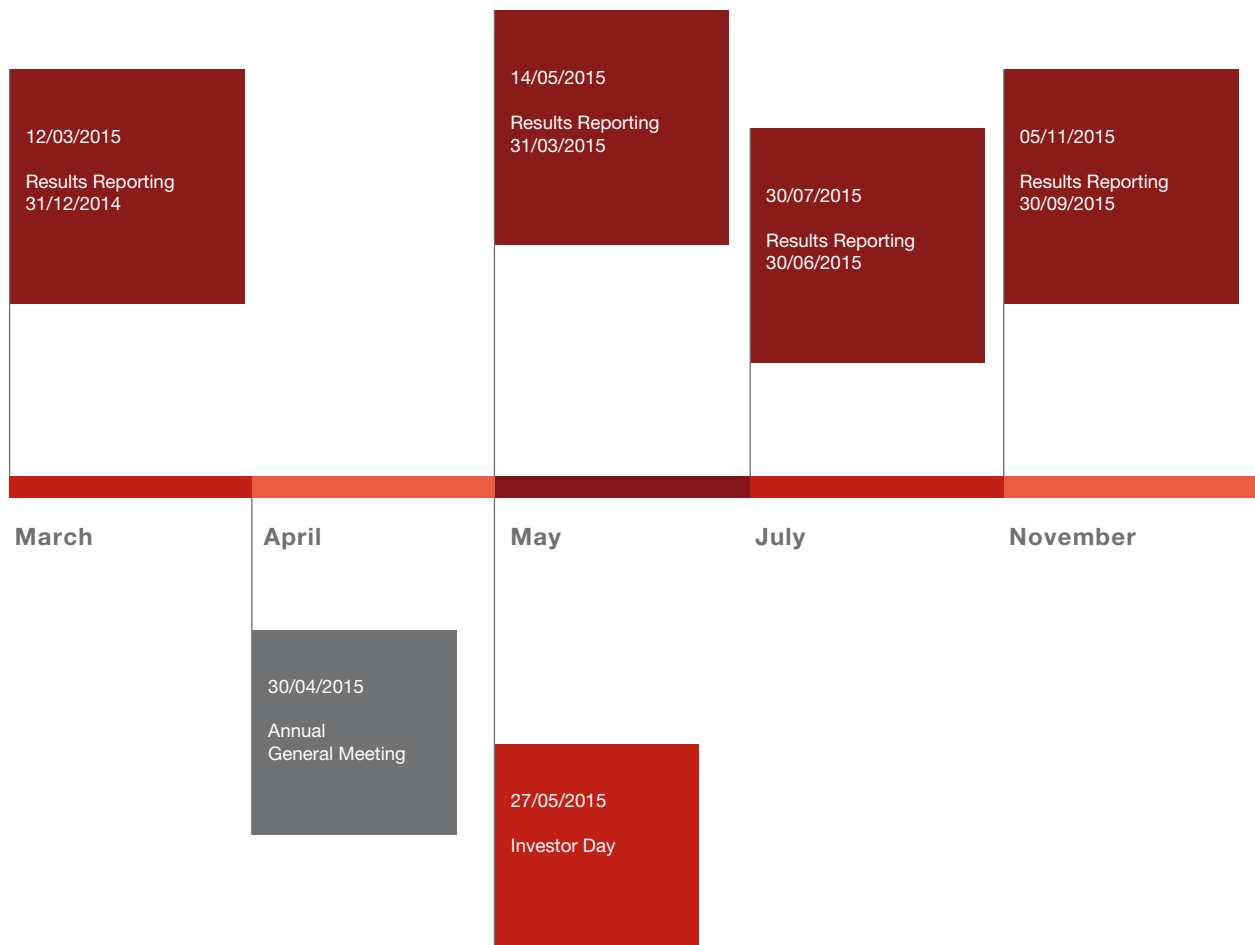 12/03/2015
Results Reporting
31/12/2014
14/05/2015
Results Reporting
31/03/2015
30/07/2015
Results Reporting
30/06/2015
05/11/2015
Results Reporting
30/09/2015
March
April
May
July
November
30/04/2015
Annual
General Meeting
27/05/2015
Investor Day